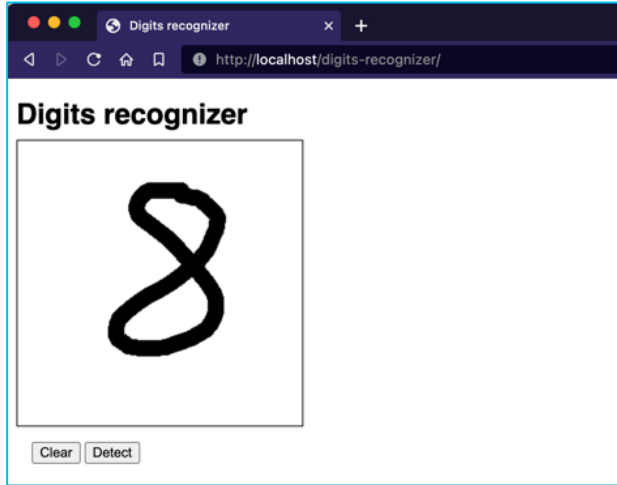 Digits recognizer
http://localhost/digits-recognizer/
Digits recognizer
8
Clear Detect